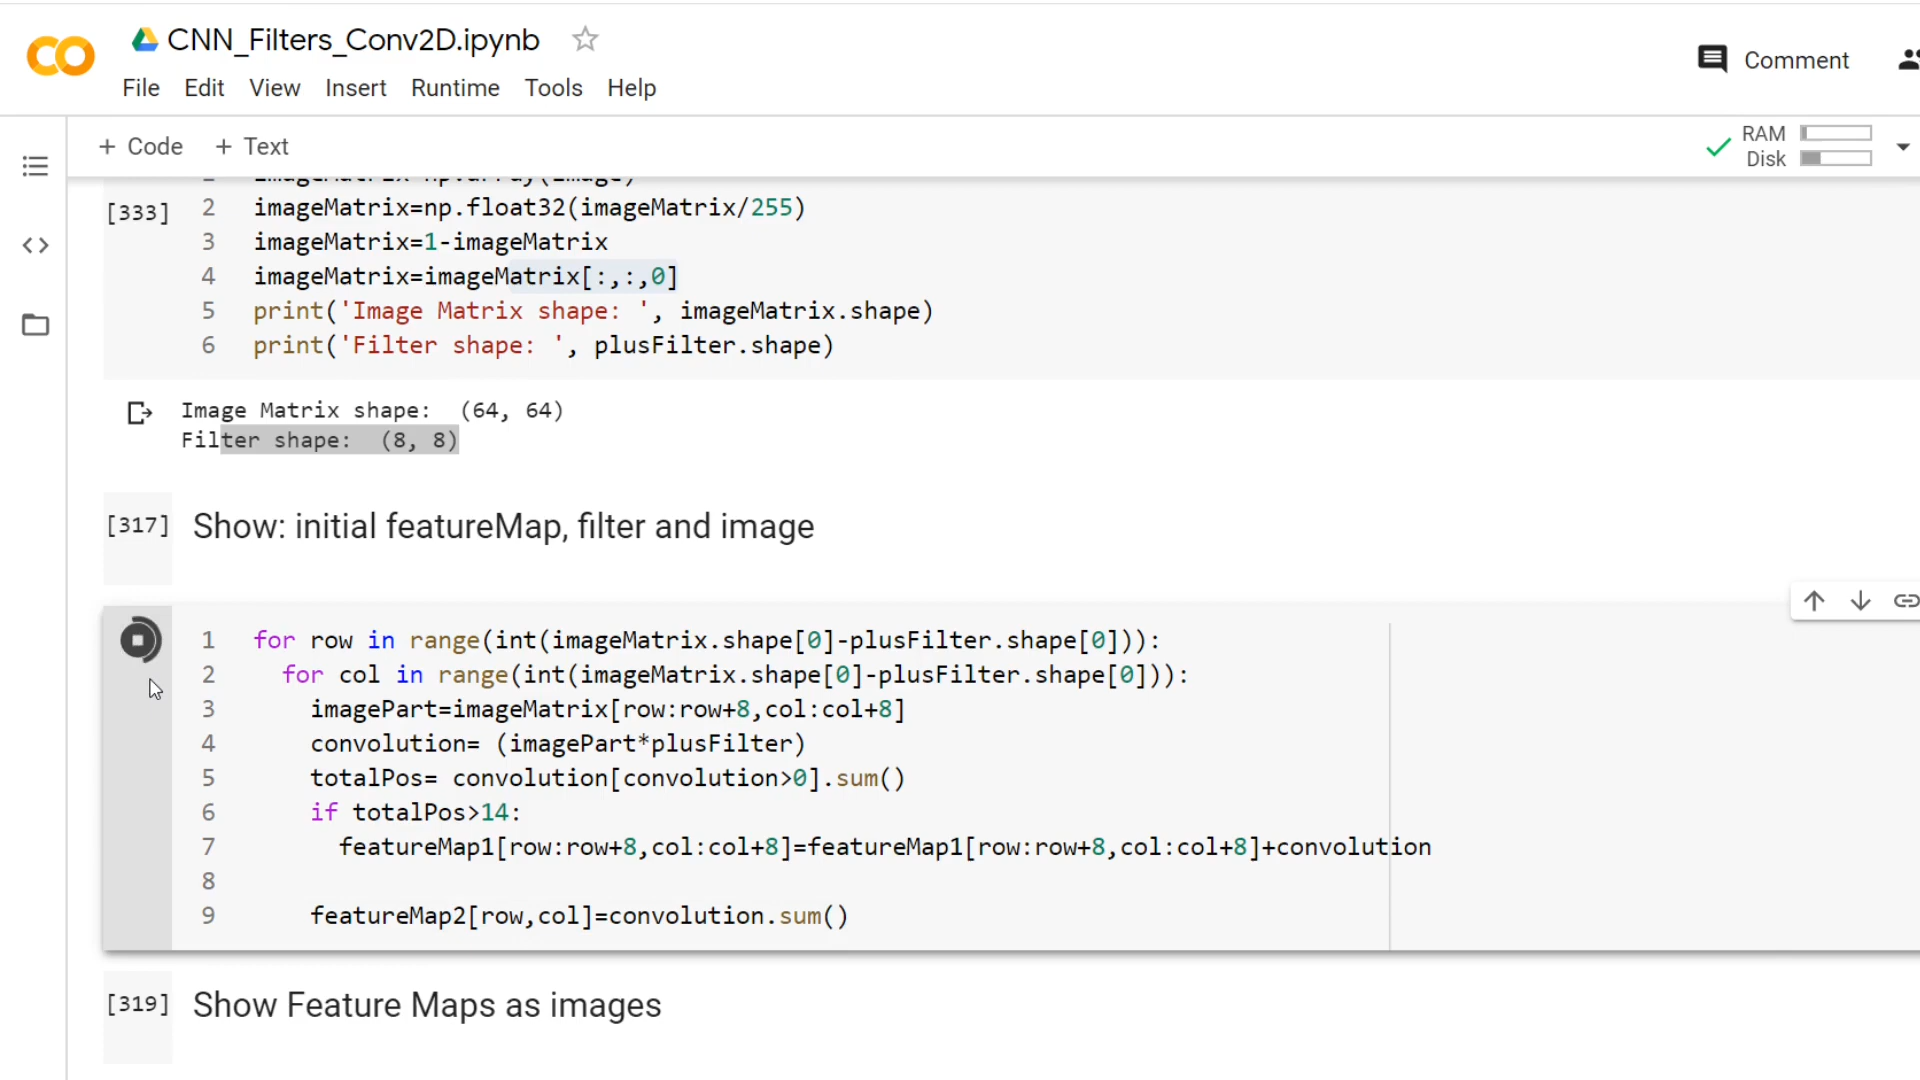 CNN_Filters_Conv2D.ipynb
Comment
File Edit View Insert Runtime Tools Help
+ Code + Text
RAM
Disk
[333]
2 imageMatrix=np.float32(imageMatrix/255)
3 imageMatrix=1-imageMatrix
4 imageMatrix=imageMatrix[:,:,0]
5 print('Image Matrix shape: ', imageMatrix.shape)
6 print('Filter shape: ', plusFilter.shape)
Image Matrix shape:  (64, 64)
Filter shape:  (8, 8)
[317] Show: initial featureMap, filter and image
1 for row in range(int(imageMatrix.shape[0]-plusFilter.shape[0])):
2 for col in range(int(imageMatrix.shape[0]-plusFilter.shape[0])):
3 imagePart=imageMatrix[row:row+8,col:col+8]
4 convolution= (imagePart*plusFilter)
5 totalPos= convolution[convolution>0].sum()
6 if totalPos>14:
7 featureMap1[row:row+8,col:col+8]=featureMap1[row:row+8,col:col+8]+convolution
8
9 featureMap2[row,col]=convolution.sum()
[319] Show Feature Maps as images